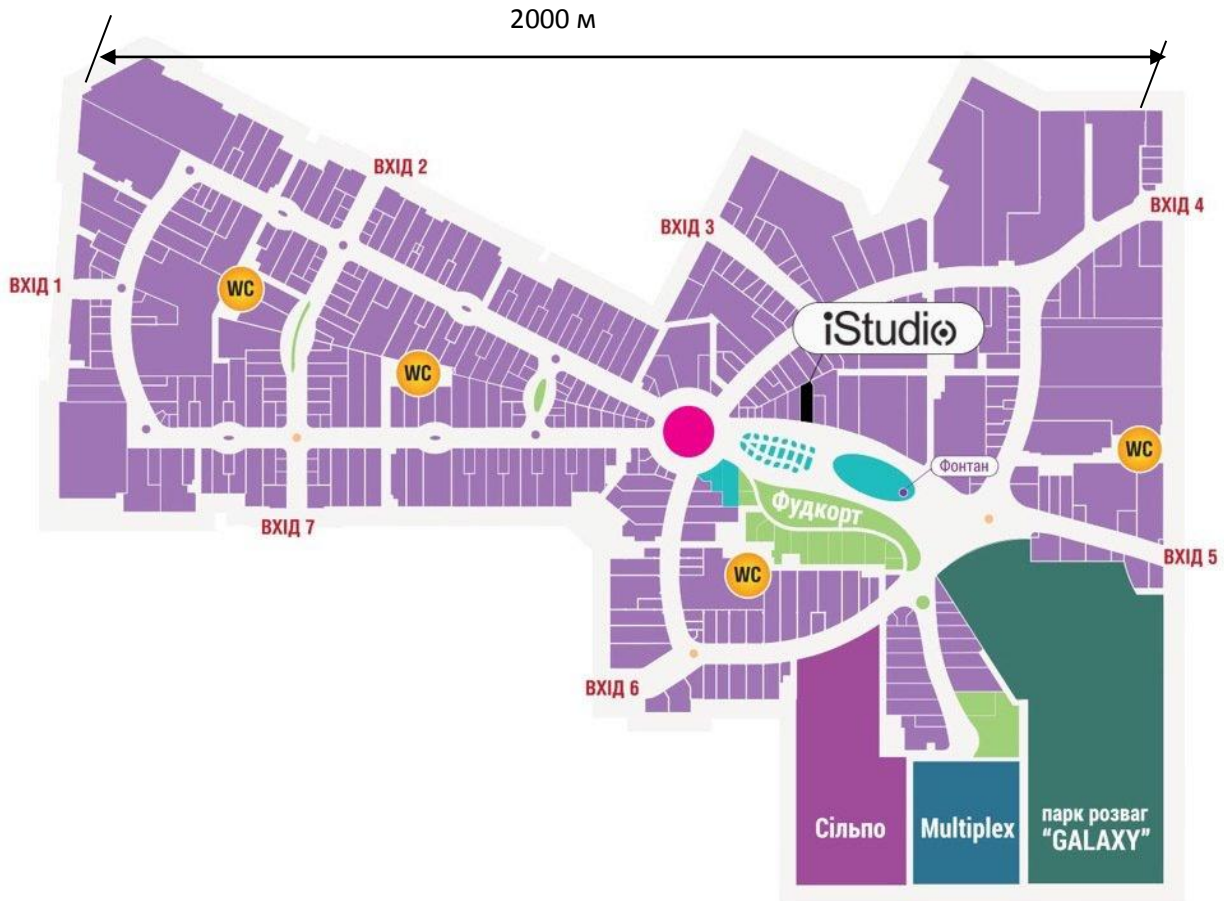 2000 м
ВХІД 2
ВХІД 4
ВХІД 3
ВХІД 1
WC
iStudio
WC
WC
Фонтан
Фудкорт
ВХІД 7
ВХІД 5
WC
ВХІД 6
Сільпо
Multiplex
парк розваг
"GALAXY"